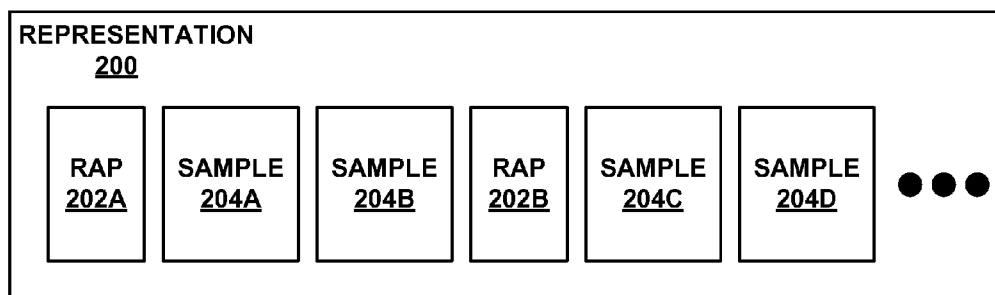 REPRESENTATION
200
RAP
202A
SAMPLE
204A
SAMPLE
204B
RAP
202B
SAMPLE
204C
SAMPLE
204D